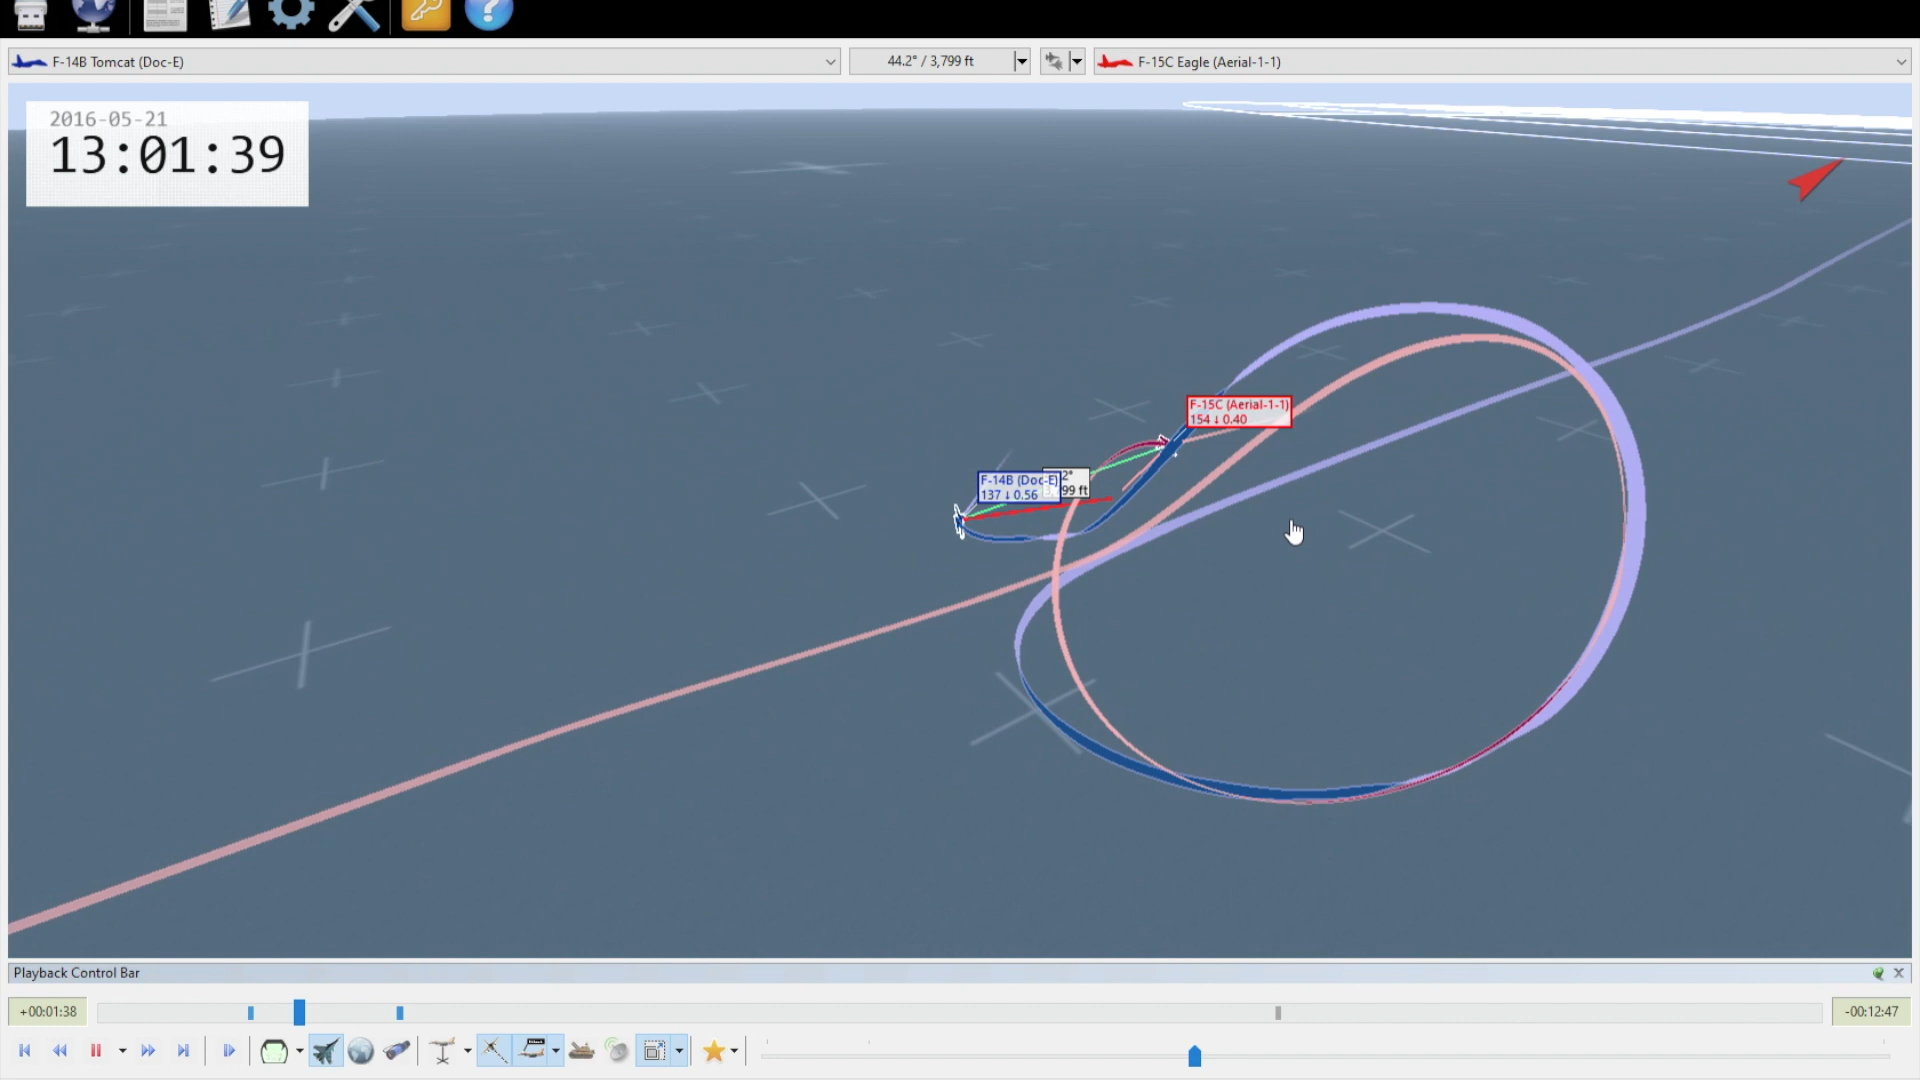 F-14B Tomcat (Doc-E)
44.2° / 3,799 ft
F-15C Eagle (Aerial-1-1)
2016-05-21
13:01:39
F-15C (Aerial-1-1)
154 ↓ 0.40
F-14B (Doc-E)
137 ↓ 0.56
2°
99 ft
Playback Control Bar
+00:01:38
-00:12:47